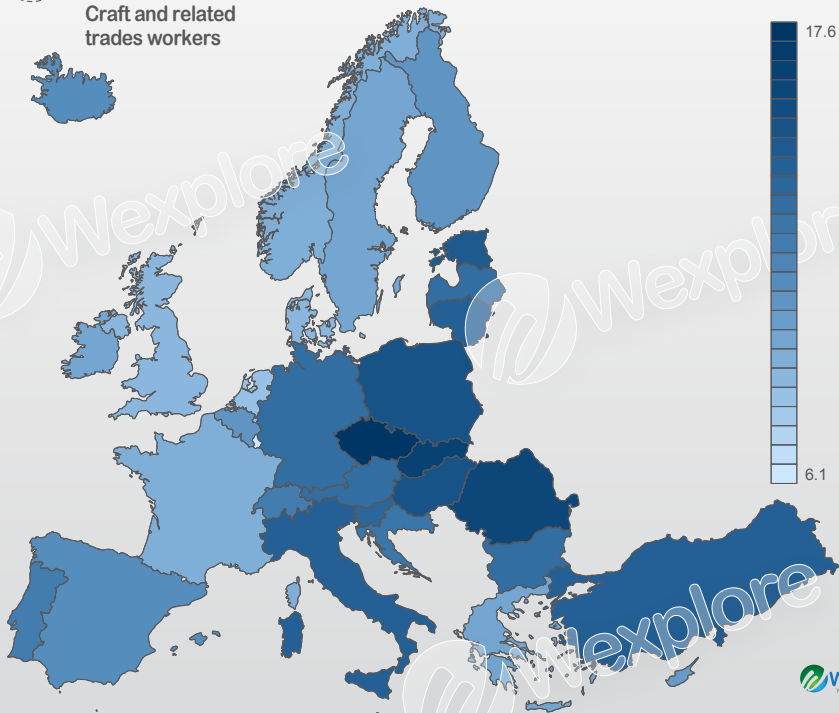 Craft and related
trades workers
17.6
6.1
Wexplore
Wexplore
Wexplore
W